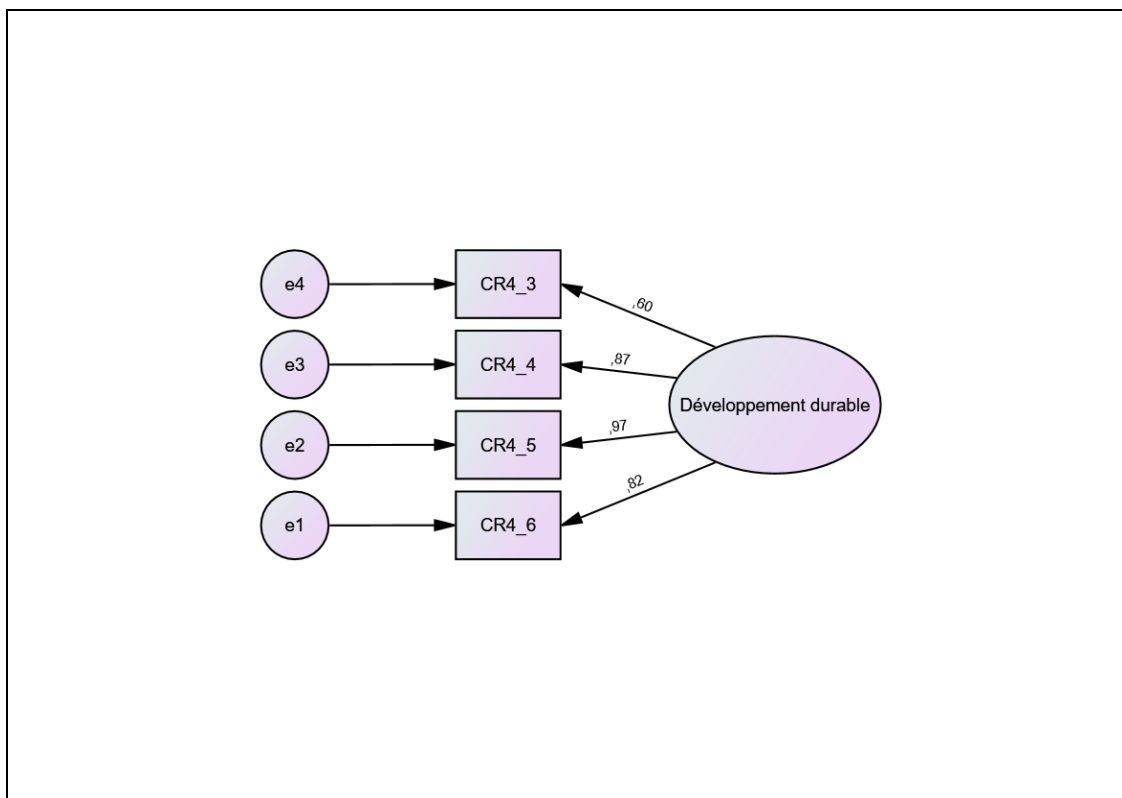 e4
CR4_3
,60
e3
CR4_4
,87
Développement durable
e2
CR4_5
,97
e1
CR4_6
,82